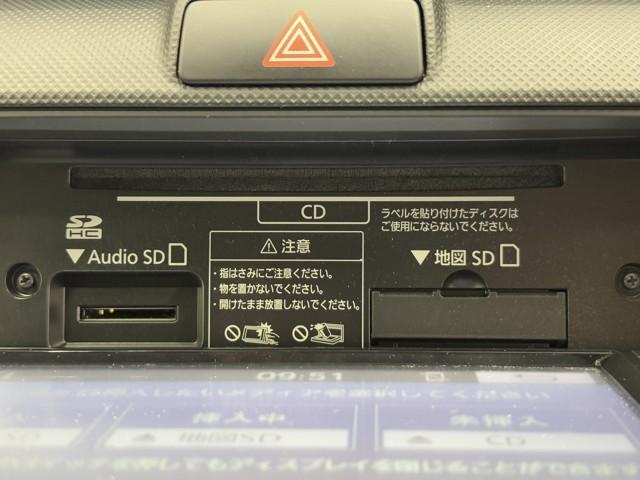 CD
ラベルを貼り付けたディスクは
ご使用にならないでください。
SD
HC
▼Audio SD
⚠注意
・指はさみにご注意ください。
・物を置かないでください。
・開けたまま放置しないでください。
▼地図 SD
09:51
挿入中
未挿入
SD
▲ 地図SD
▲ CD